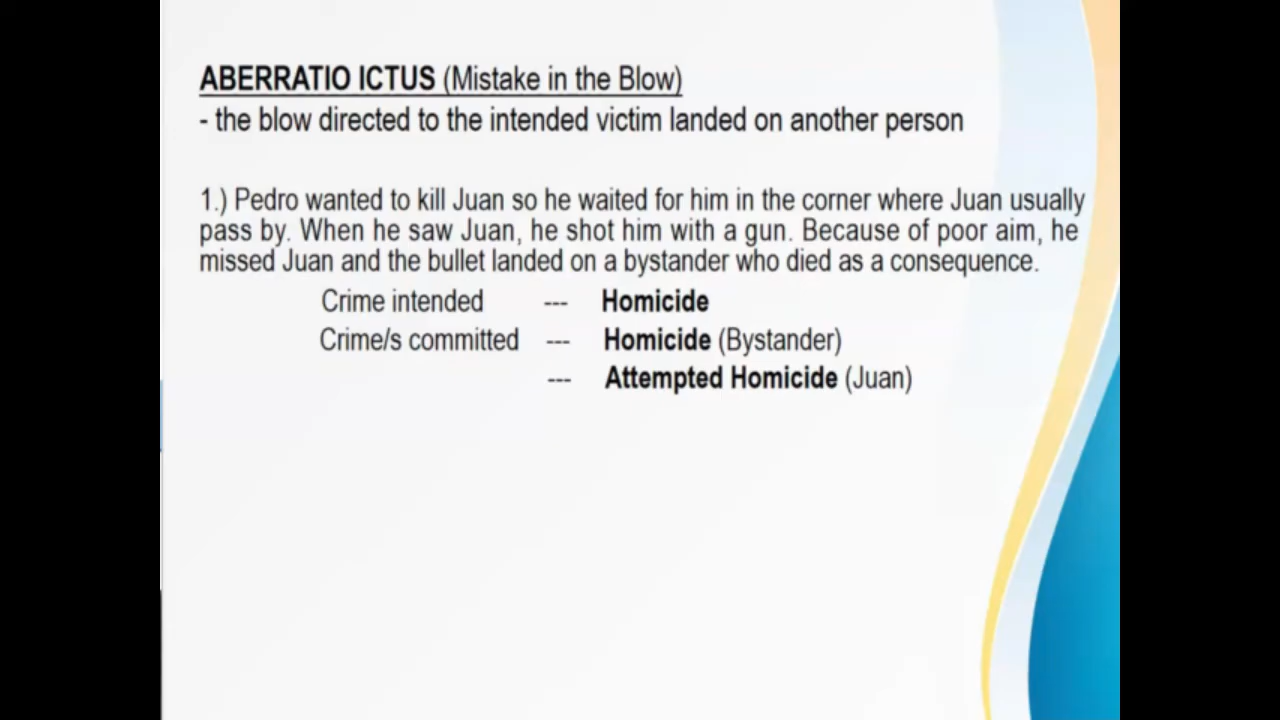 ABERRATIO ICTUS (Mistake in the Blow)
- the blow directed to the intended victim landed on another person
1.) Pedro wanted to kill Juan so he waited for him in the corner where Juan usually
pass by. When he saw Juan, he shot him with a gun. Because of poor aim, he
missed Juan and the bullet landed on a bystander who died as a consequence.
Crime intended --- Homicide
Crime/s committed --- Homicide (Bystander)
--- Attempted Homicide (Juan)